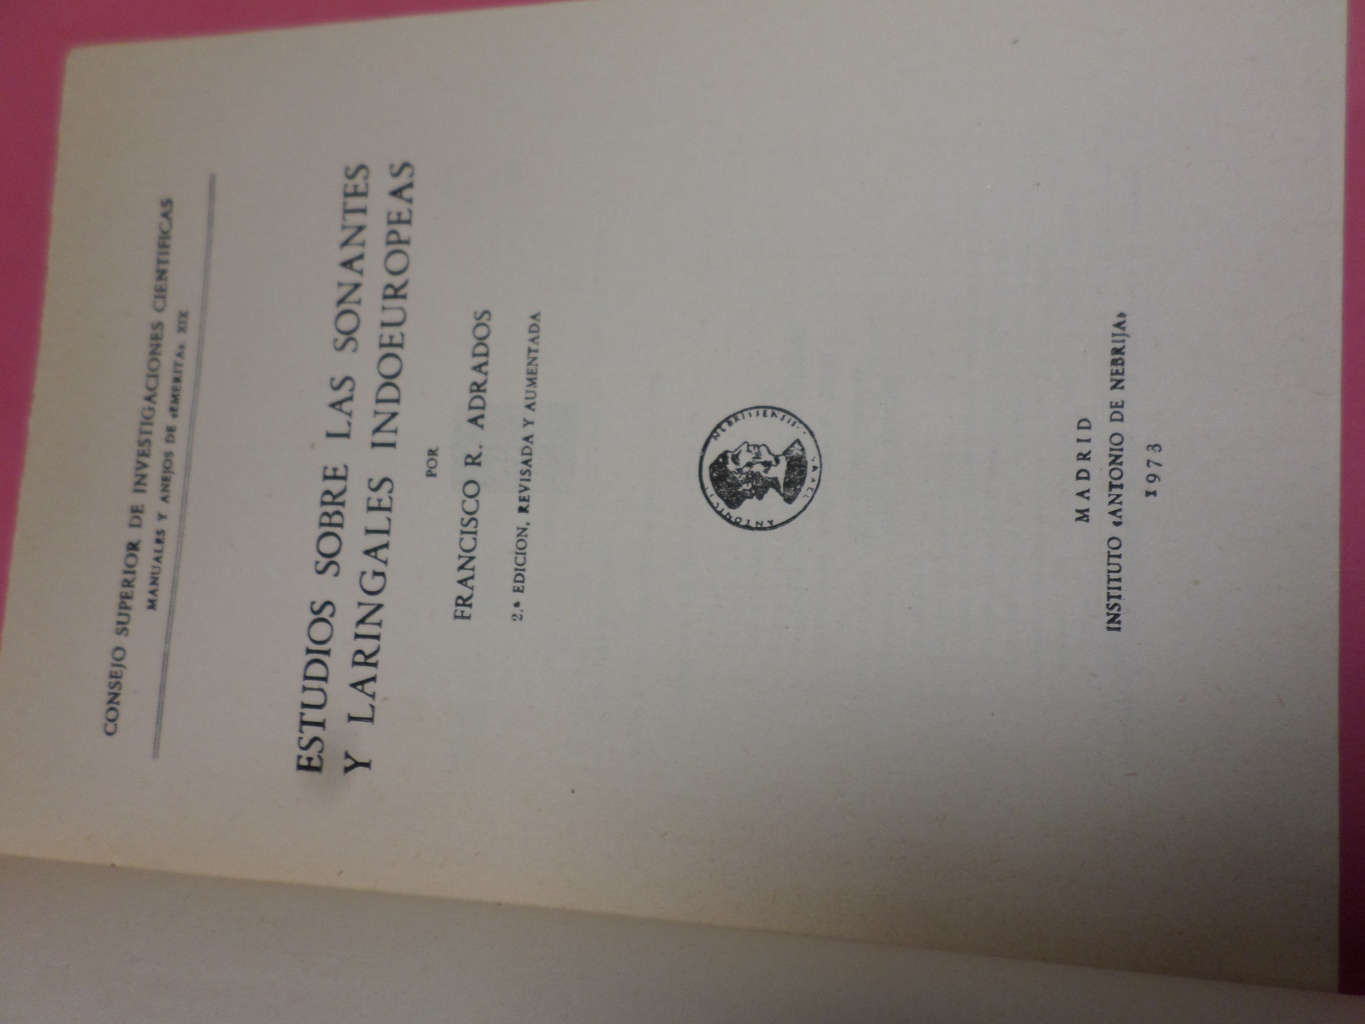 CONSEJO SUPERIOR DE INVESTIGACIONES CIENTIFICAS
MANUALES Y ANEJOS DE «EMERITA» XIX
ESTUDIOS SOBRE LAS SONANTES
Y LARINGALES INDOEUROPEAS
POR
FRANCISCO R. ADRADOS
2.ª EDICION, REVISADA Y AUMENTADA
NEBRISSENSIS
MADRID
INSTITUTO «ANTONIO DE NEBRIJA»
1973